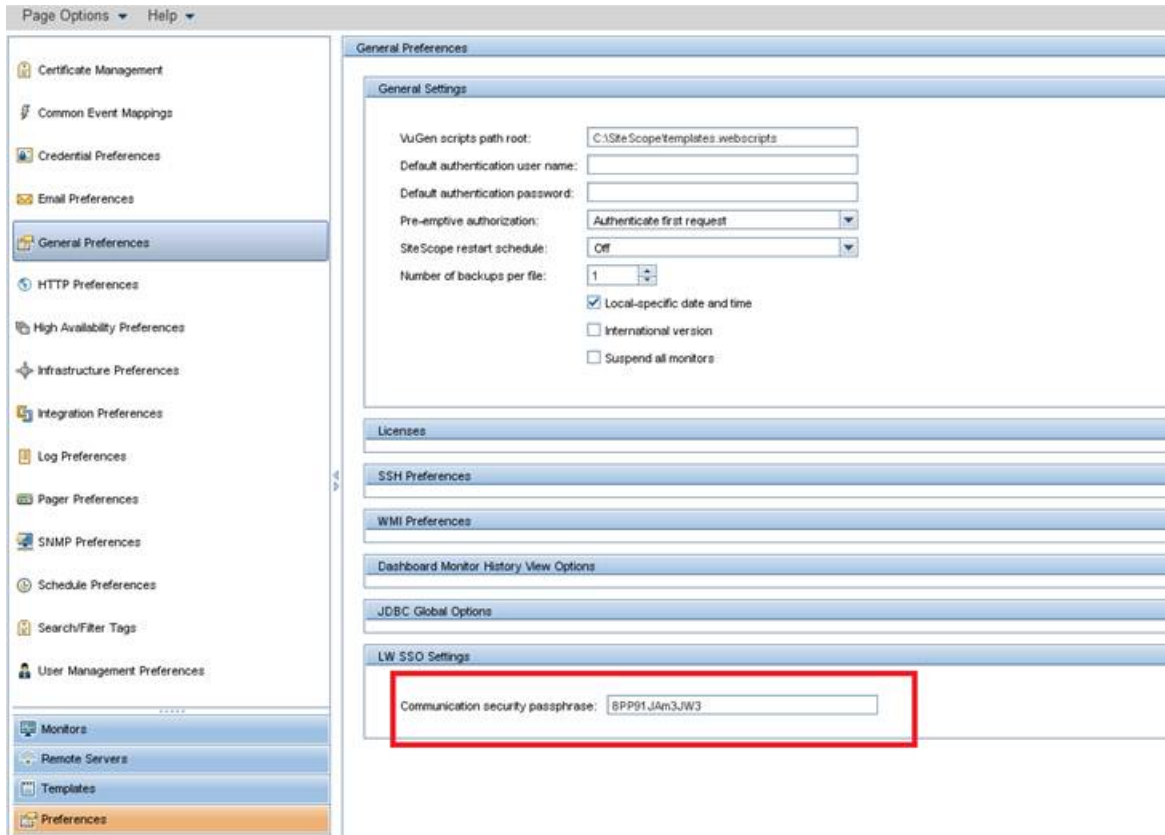 Page Options Help
Certificate Management
Common Event Mappings
Credential Preferences
Email Preferences
General Preferences
HTTP Preferences
High Availability Preferences
Infrastructure Preferences
Integration Preferences
Log Preferences
Pager Preferences
SNMP Preferences
Schedule Preferences
Search/Filter Tags
User Management Preferences
Monitors
Remote Servers
Templates
Preferences
General Preferences
General Settings
VuGen scripts path root: C:\SiteScope\templates.webscripts
Default authentication user name:
Default authentication password:
Pre-emptive authorization: Authenticate first request
SiteScope restart schedule: Off
Number of backups per file: 1
Local-specific date and time
International version
Suspend all monitors
Licenses
SSH Preferences
WMI Preferences
Dashboard Monitor History View Options
JDBC Global Options
LW SSO Settings
Communication security passphrase: 8PP91JAm3JW3